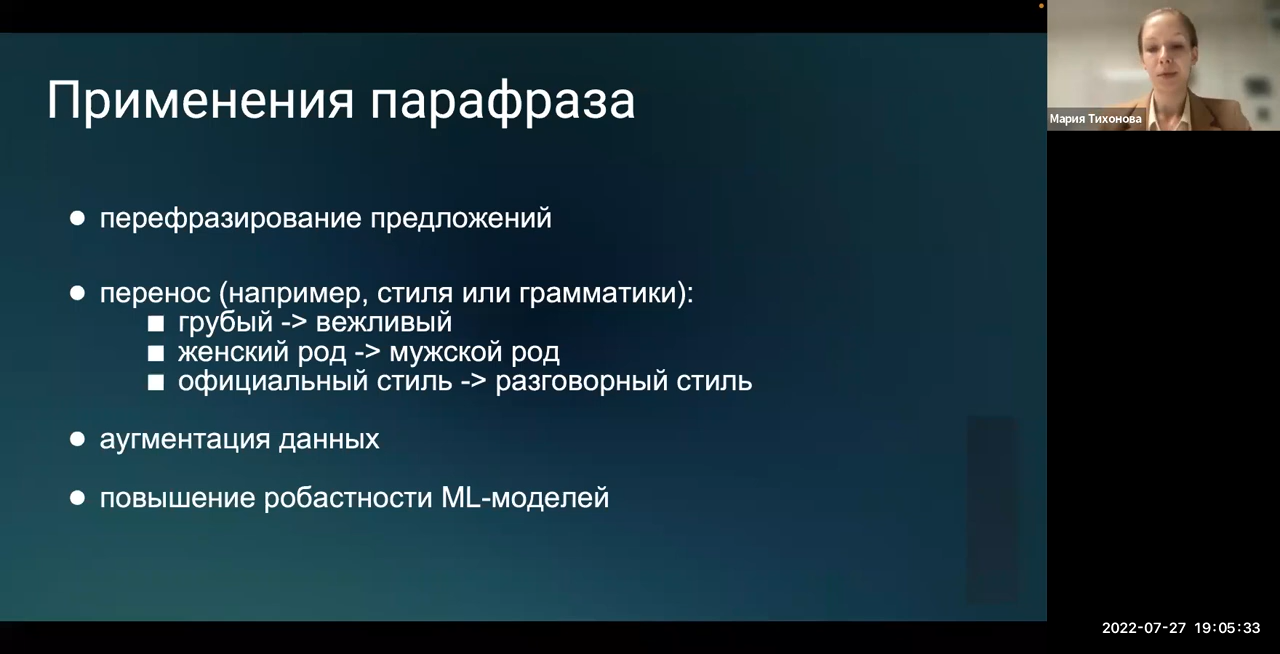 Применения парафраза
Мария Тихонова
● перефразирование предложений
● перенос (например, стиля или грамматики):
■ грубый -> вежливый
■ женский род -> мужской род
■ официальный стиль -> разговорный стиль
● аугментация данных
● повышение робастности ML-моделей
2022-07-27 19:05:33